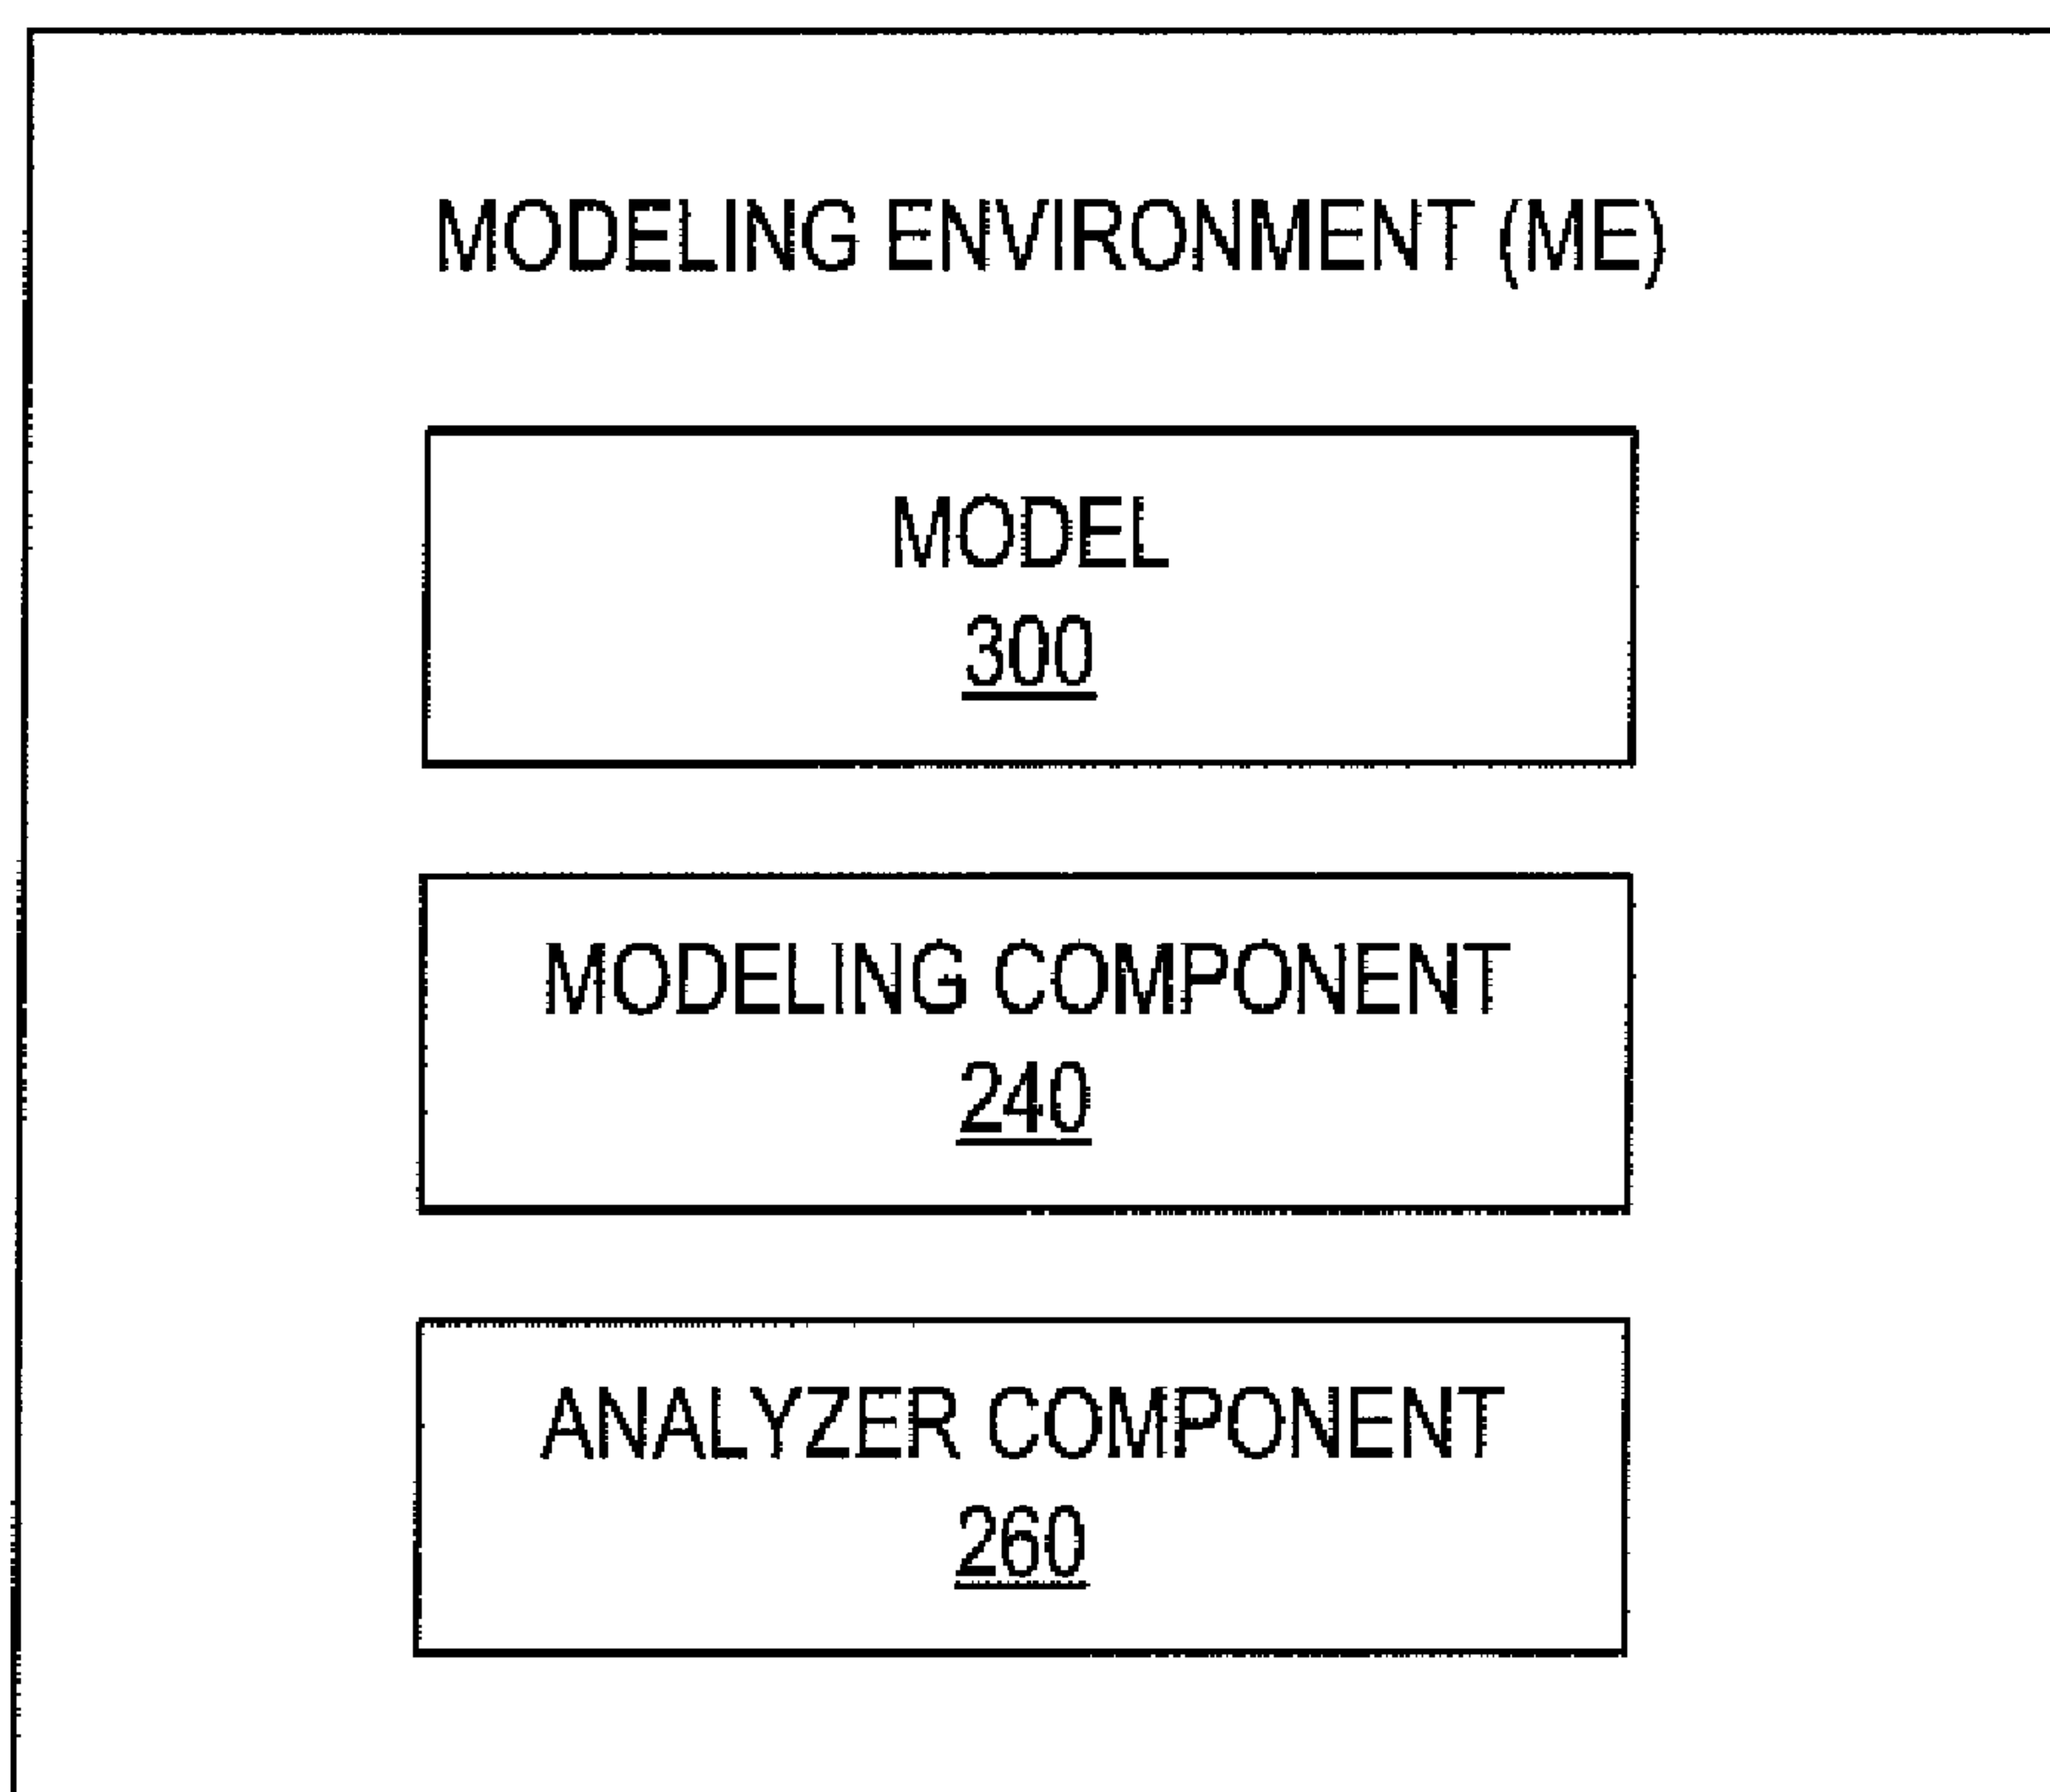 MODELING ENVIRONMENT (ME)
MODEL
300
MODELING COMPONENT
240
ANALYZER COMPONENT
260